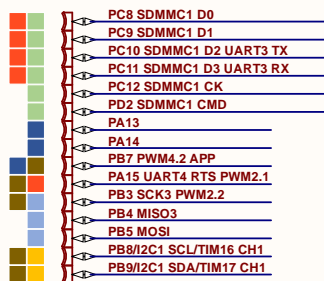 PC8 SDMMC1 D0
PC9 SDMMC1 D1
PC10 SDMMC1 D2 UART3 TX
PC11 SDMMC1 D3 UART3 RX
PC12 SDMMC1 CK
PD2 SDMMC1 CMD
PA13
PA14
PB7 PWM4.2 APP
PA15 UART4 RTS PWM2.1
PB3 SCK3 PWM2.2
PB4 MISO3
PB5 MOSI
PB8/I2C1 SCL/TIM16 CH1
PB9/I2C1 SDA/TIM17 CH1